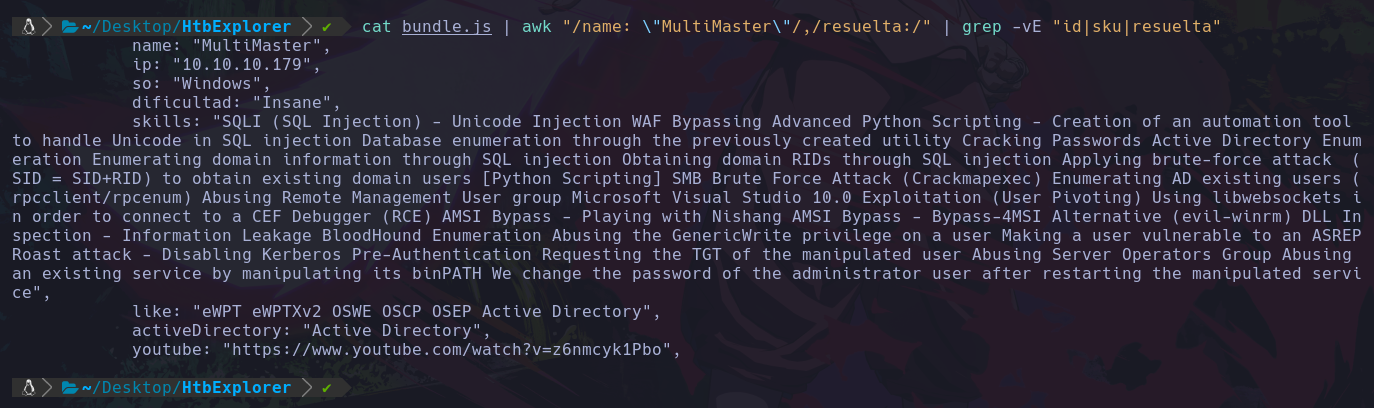 ~/Desktop/HtbExplorer ✔ cat bundle.js | awk "/name: \"MultiMaster\"/,/resuelta:/" | grep -vE "id|sku|resuelta"
name: "MultiMaster",
ip: "10.10.10.179",
so: "Windows",
dificultad: "Insane",
skills: "SQLI (SQL Injection) - Unicode Injection WAF Bypassing Advanced Python Scripting - Creation of an automation tool
to handle Unicode in SQL injection Database enumeration through the previously created utility Cracking Passwords Active Directory Enum
eration Enumerating domain information through SQL injection Obtaining domain RIDs through SQL injection Applying brute-force attack  (
SID = SID+RID) to obtain existing domain users [Python Scripting] SMB Brute Force Attack (Crackmapexec) Enumerating AD existing users (
rpcclient/rpcenum) Abusing Remote Management User group Microsoft Visual Studio 10.0 Exploitation (User Pivoting) Using libwebsockets i
n order to connect to a CEF Debugger (RCE) AMSI Bypass - Playing with Nishang AMSI Bypass - Bypass-4MSI Alternative (evil-winrm) DLL In
spection - Information Leakage BloodHound Enumeration Abusing the GenericWrite privilege on a user Making a user vulnerable to an ASREP
Roast attack - Disabling Kerberos Pre-Authentication Requesting the TGT of the manipulated user Abusing Server Operators Group Abusing
an existing service by manipulating its binPATH We change the password of the administrator user after restarting the manipulated servi
ce",
like: "eWPT eWPTXv2 OSWE OSCP OSEP Active Directory",
activeDirectory: "Active Directory",
youtube: "https://www.youtube.com/watch?v=z6nmcyk1Pbo",
~/Desktop/HtbExplorer ✔